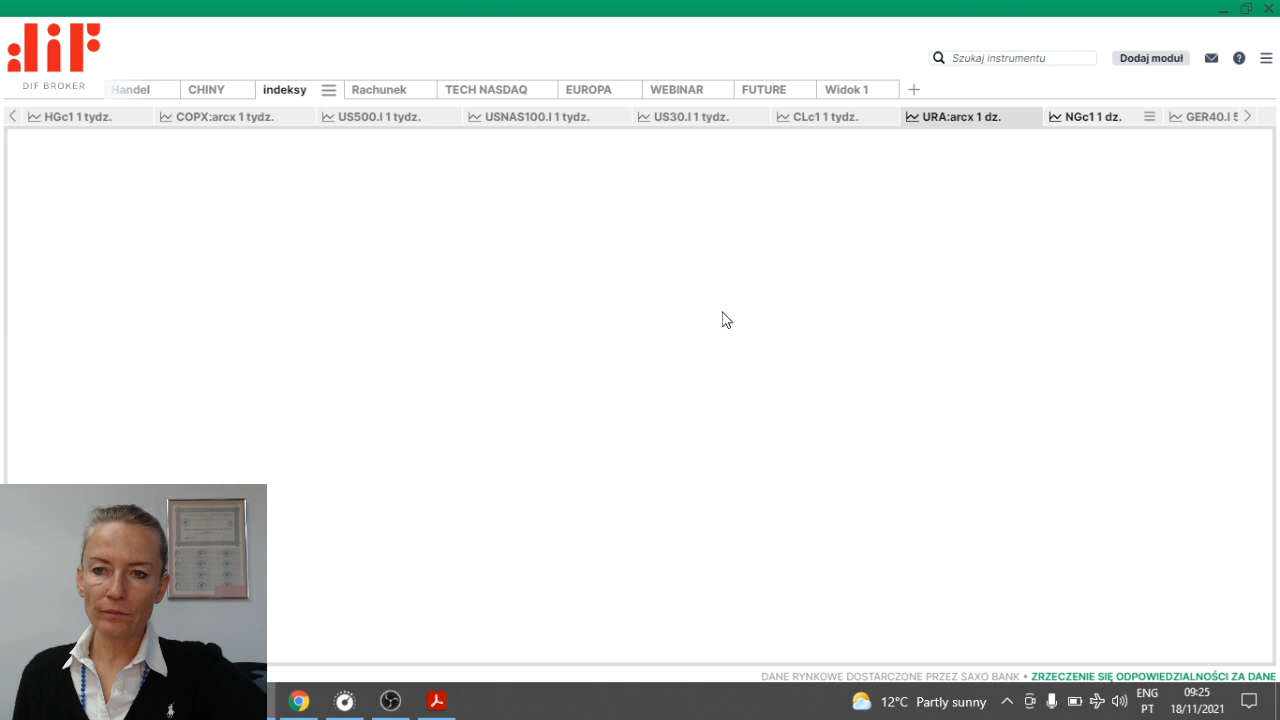 dif
DIF BROKER
Szukaj instrumentu
Dodaj moduł
Handel
CHINY
indeksy
Rachunek
TECH NASDAQ
EUROPA
WEBINAR
FUTURE
Widok 1
HGc1 1 tydz.
COPX:arcx 1 tydz.
US500.I 1 tydz.
USNAS100.I 1 tydz.
US30.I 1 tydz.
CLc1 1 tydz.
URA:arcx 1 dz.
NGc1 1 dz.
GER40.I 5
DANE RYNKOWE DOSTARCZONE PRZEZ SAXO BANK • ZRZECZENIE SIĘ ODPOWIEDZIALNOŚCI ZA DANE
12°C Partly sunny
ENG
PT
09:25
18/11/2021